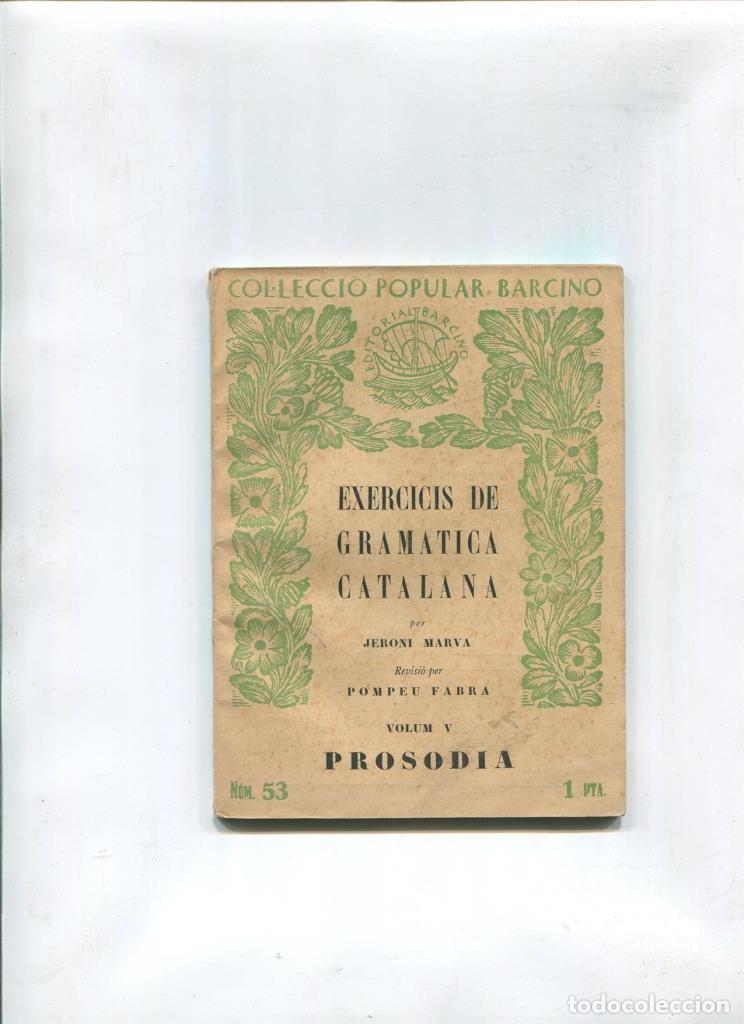 COL·LECCIÓ POPULAR BARCINO
EDITORIAL BARCINO
EXERCICIS DE
GRAMATICA
CATALANA
per
JERONI MARVA
Revisió per
POMPEU FABRA
VOLUM V
PROSODIA
NÚM. 53
1 PTA.
todocoleccion